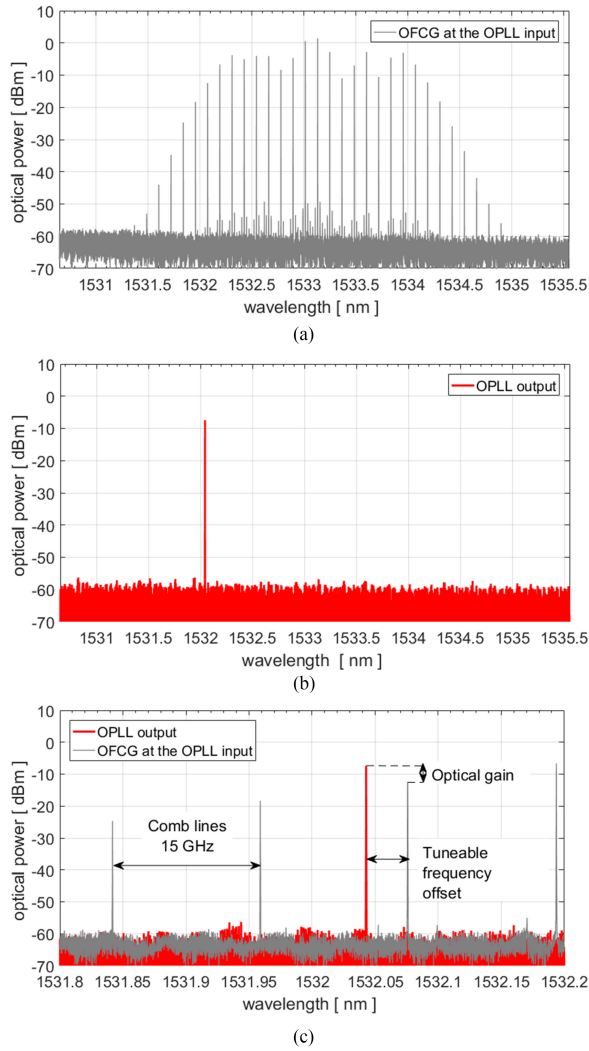 10
0
-10
-20
-30
-40
-50
-60
-70
optical power [ dBm ]
OFCG at the OPLL input
1531 1531.5 1532 1532.5 1533 1533.5 1534 1534.5 1535 1535.5
wavelength [ nm ]
(a)
10
0
-10
-20
-30
-40
-50
-60
-70
optical power [ dBm ]
OPLL output
1531 1531.5 1532 1532.5 1533 1533.5 1534 1534.5 1535 1535.5
wavelength [ nm ]
(b)
10
0
-10
-20
-30
-40
-50
-60
-70
optical power [ dBm ]
OPLL output
OFCG at the OPLL input
Optical gain
Comb lines
15 GHz
Tuneable
frequency
offset
1531.8 1531.85 1531.9 1531.95 1532 1532.05 1532.1 1532.15 1532.2
wavelength [ nm ]
(c)